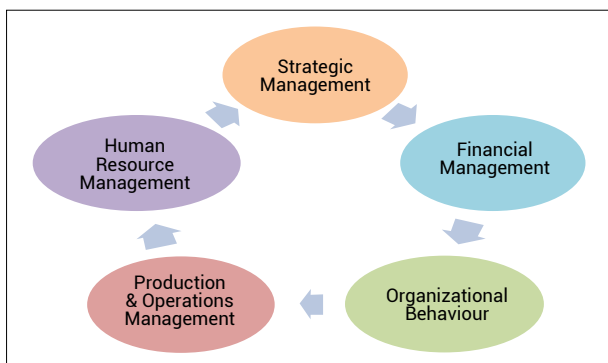 Strategic
Management
Financial
Management
Organizational
Behaviour
Production
& Operations
Management
Human
Resource
Management